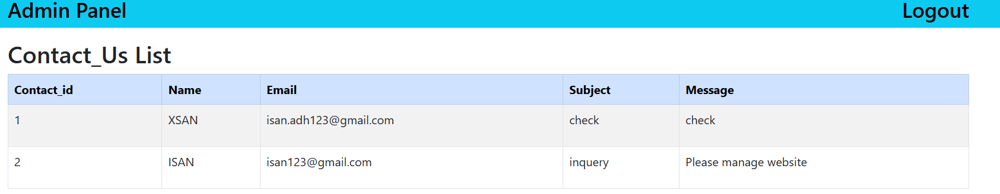 Admin Panel Logout
Contact_Us List
Contact_id Name Email Subject Message
1 XSAN isan.adh123@gmail.com check check
2 ISAN isan123@gmail.com inquery Please manage website